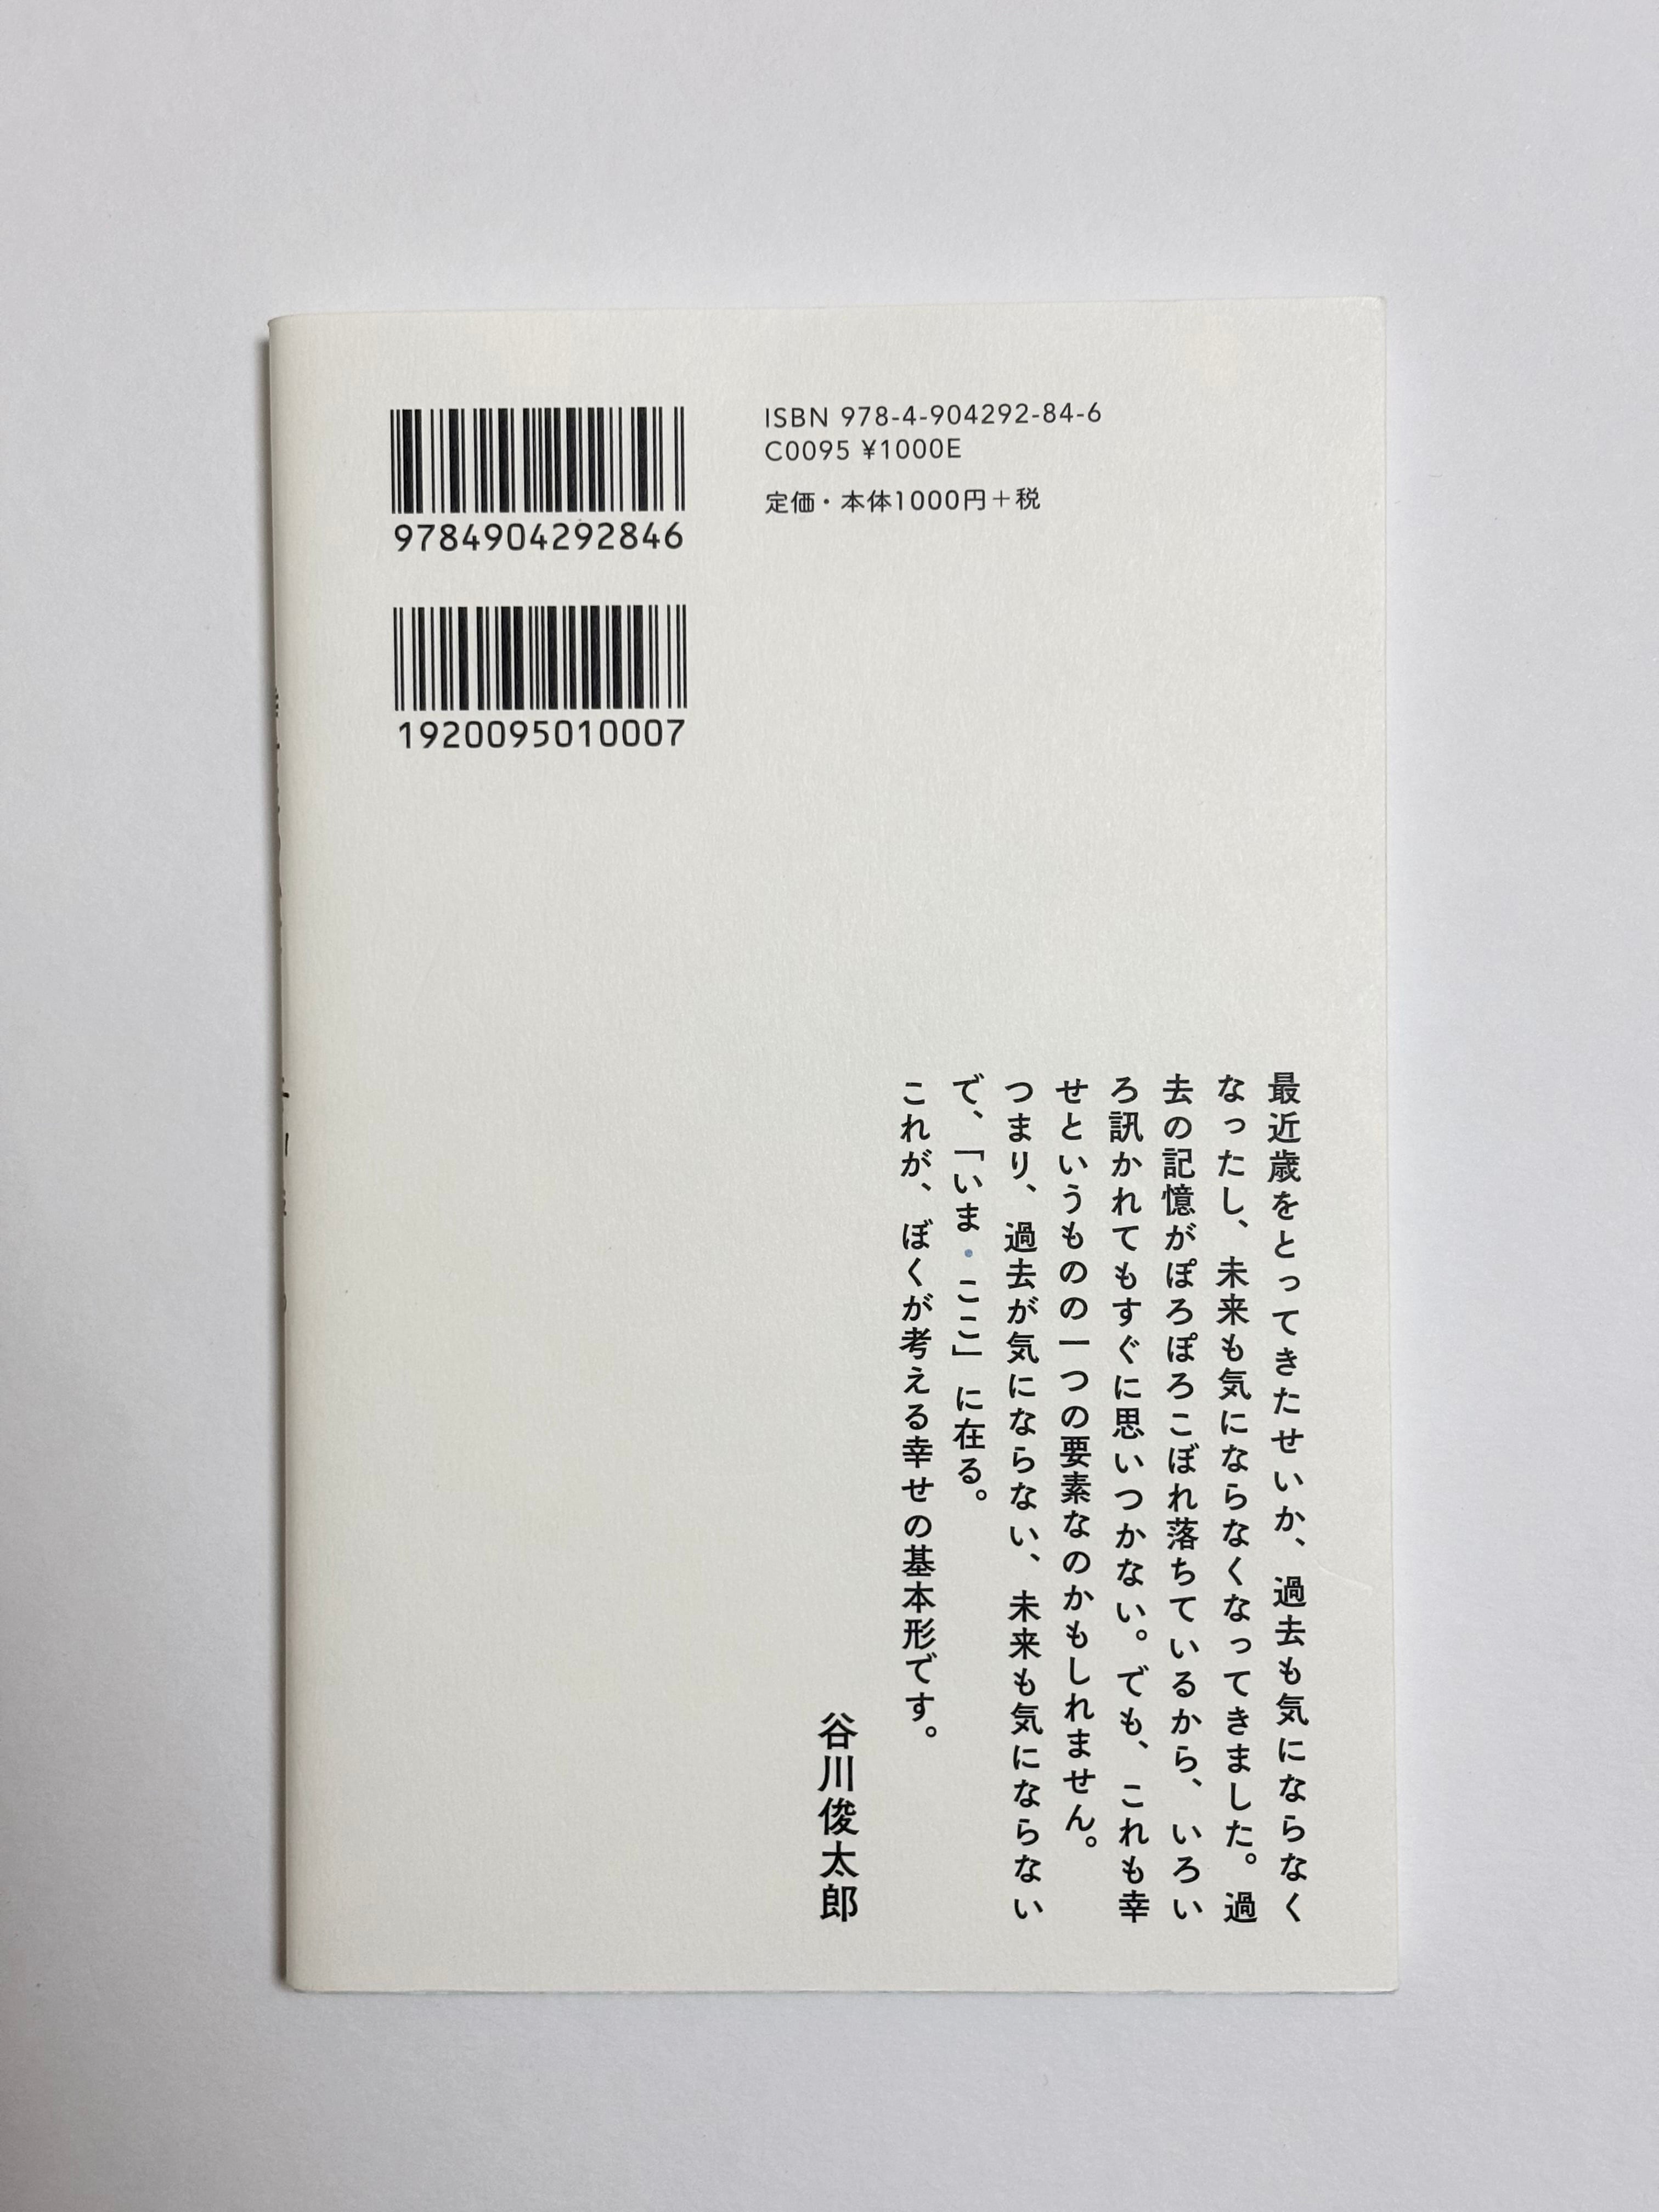 9784904292846
1920095010007
ISBN 978-4-904292-84-6
C0095 ¥1000E
定価・本体1000円＋税
最近歳をとってきたせいか、過去も気にならなく
なったし、未来も気にならなくなってきました。過
去の記憶がぽろぽろこぼれ落ちているから、いろい
ろ訊かれてもすぐに思いつかない。でも、これも幸
せというものの一つの要素なのかもしれません。
つまり、過去が気にならない、未来も気にならない
で、「いま・ここ」に在る。
これが、ぼくが考える幸せの基本形です。
谷川俊太郎